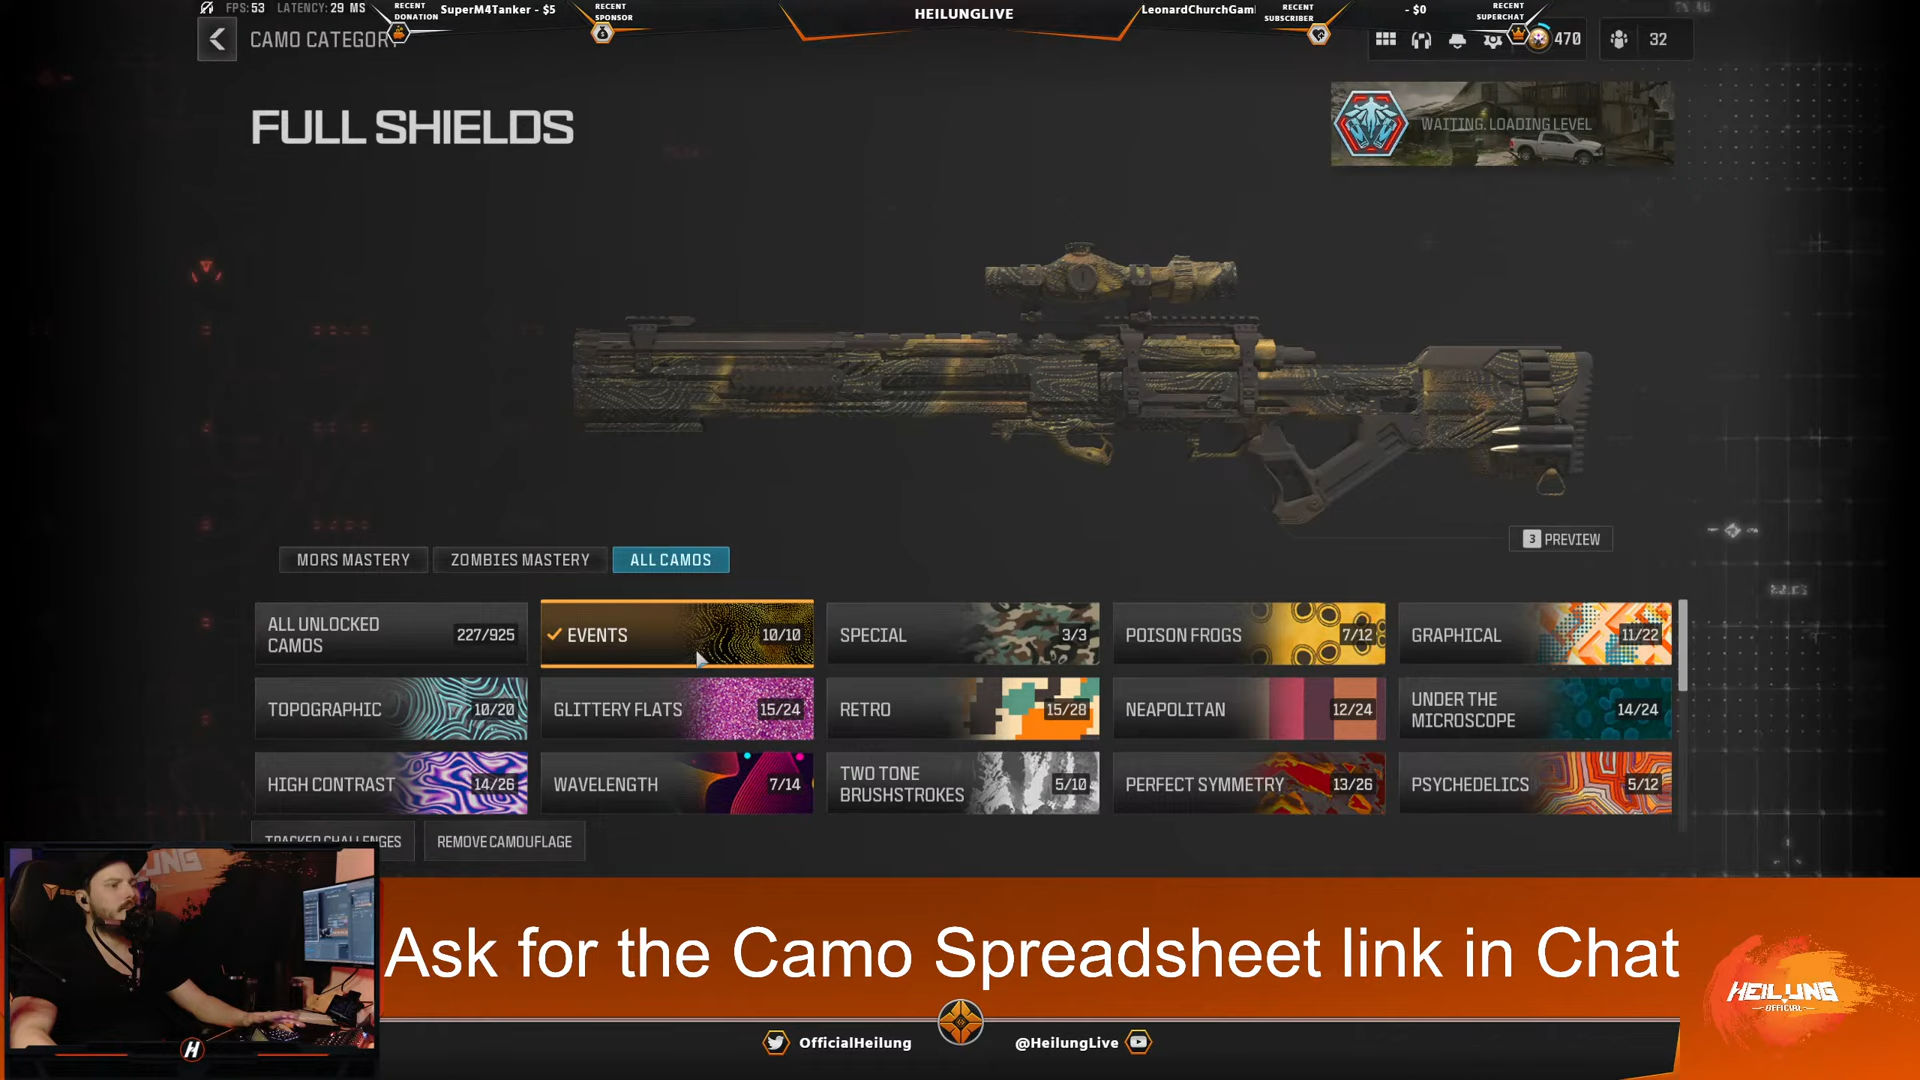 FPS: 53 LATENCY: 29 MS
RECENT DONATION
SuperM4Tanker - $5
RECENT SPONSOR
HEILUNGLIVE
LeonardChurchGam
RECENT SUBSCRIBER
- $0
RECENT SUPERCHAT
CAMO CATEGORY
470
32
FULL SHIELDS
WAITING. LOADING LEVEL
3 PREVIEW
MORS MASTERY
ZOMBIES MASTERY
ALL CAMOS
ALL UNLOCKED CAMOS 227/925
EVENTS 10/10
SPECIAL 3/3
POISON FROGS 7/12
GRAPHICAL 11/22
TOPOGRAPHIC 10/20
GLITTERY FLATS 15/24
RETRO 15/28
NEAPOLITAN 12/24
UNDER THE MICROSCOPE 14/24
HIGH CONTRAST 14/26
WAVELENGTH 7/14
TWO TONE BRUSHSTROKES 5/10
PERFECT SYMMETRY 13/26
PSYCHEDELICS 5/12
TRACKED CHALLENGES
REMOVE CAMOUFLAGE
Ask for the Camo Spreadsheet link in Chat
HEILUNG
OFFICIAL
H
OfficialHeilung
@HeilungLive